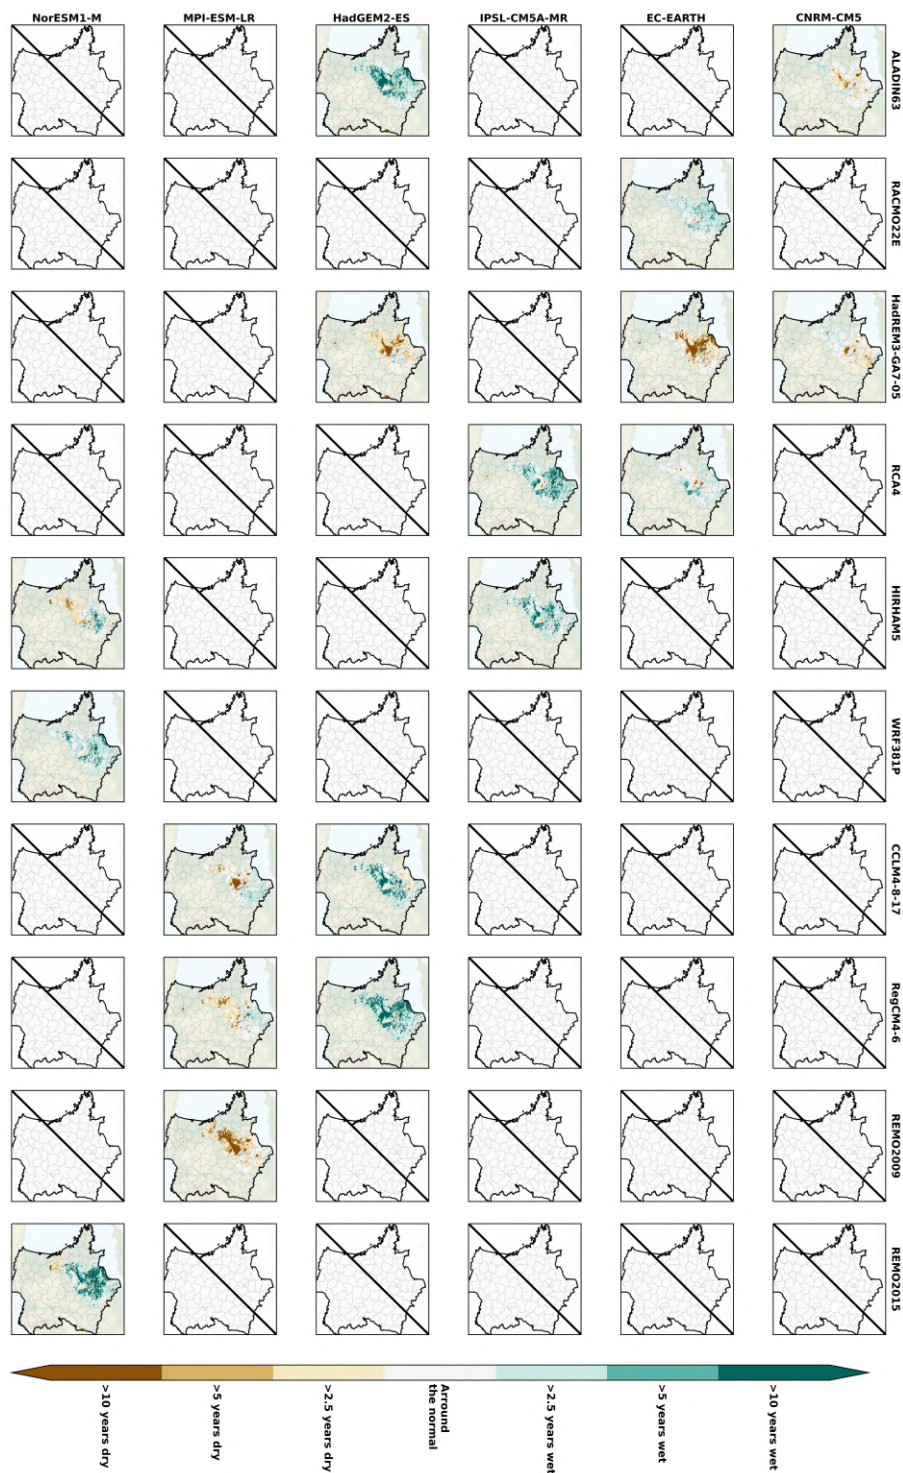 NorESM1-M
MPI-ESM-LR
HadGEM2-ES
IPSL-CM5A-MR
EC-EARTH
CNRM-CM5
ALADIN63
RACMO22E
HadREM3-GA7-05
RCA4
HIRHAM5
WRF381P
CCLM4-8-17
RegCM4-6
REMO2009
REMO2015
>10 years dry
>5 years dry
>2.5 years dry
Arround
the normal
>2.5 years wet
>5 years wet
>10 years wet